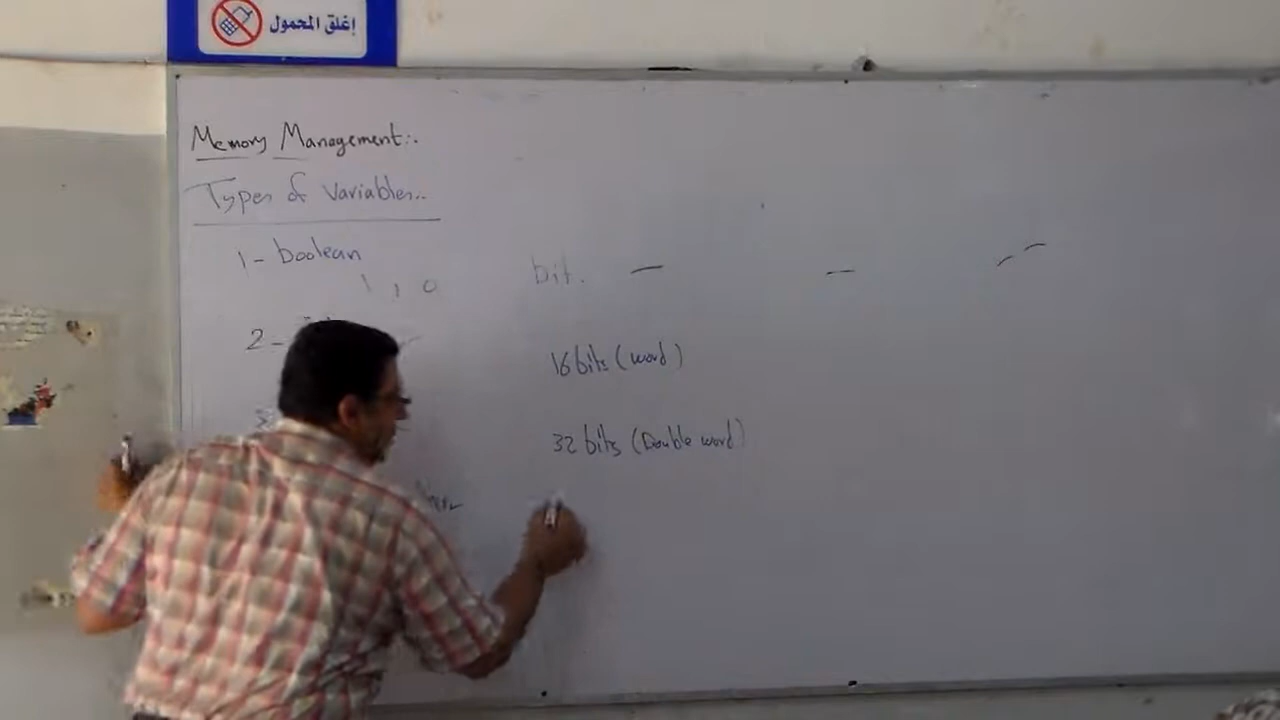 إغلق المحمول
Memory Management:.
Types of Variables..
1- boolean
1 , 0
bit.
2-
16 bits (word)
32 bits (Double word)